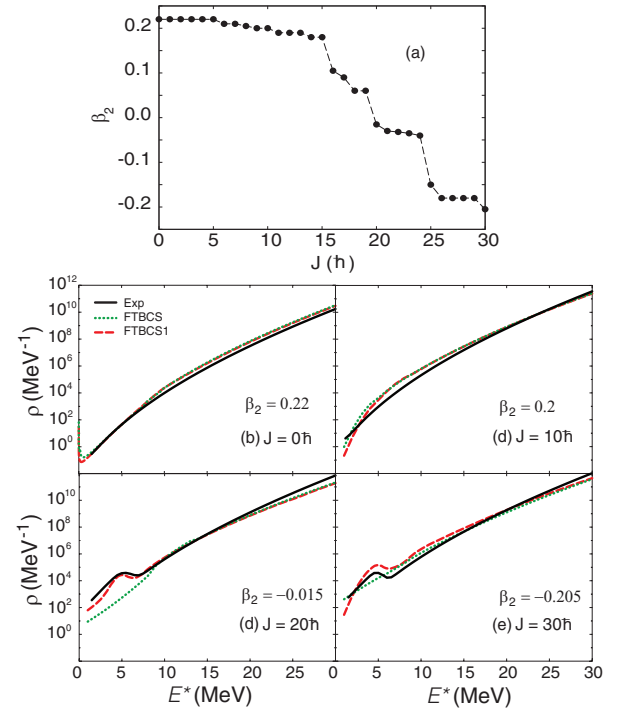 0.2
0.1
0.0
-0.1
-0.2
β2
(a)
0 5 10 15 20 25 30
J (ħ)
10^12
10^10
10^8
10^6
10^4
10^2
10^0
ρ (MeV^-1)
Exp
FTBCS
FTBCS1
β2 = 0.22
(b) J = 0ħ
β2 = 0.2
(d) J = 10ħ
10^10
10^8
10^6
10^4
10^2
10^0
ρ (MeV^-1)
β2 = −0.015
(d) J = 20ħ
β2 = −0.205
(e) J = 30ħ
0 5 10 15 20 25 0 5 10 15 20 25 30
E* (MeV) E* (MeV)